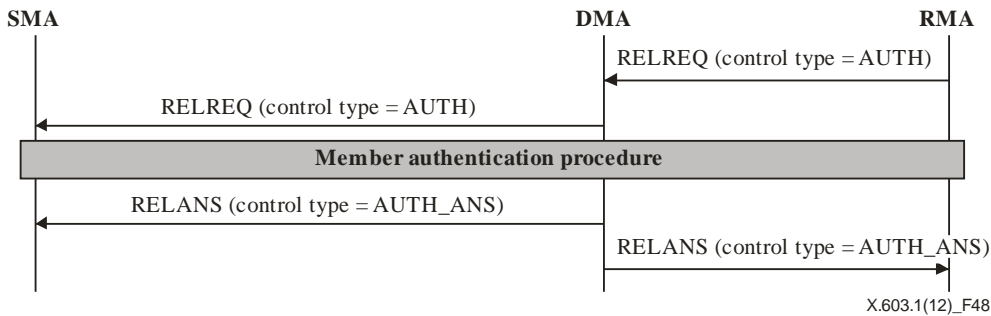 SMA DMA RMA
RELREQ (control type = AUTH)
RELREQ (control type = AUTH)
Member authentication procedure
RELANS (control type = AUTH_ANS)
RELANS (control type = AUTH_ANS)
X.603.1(12)_F48